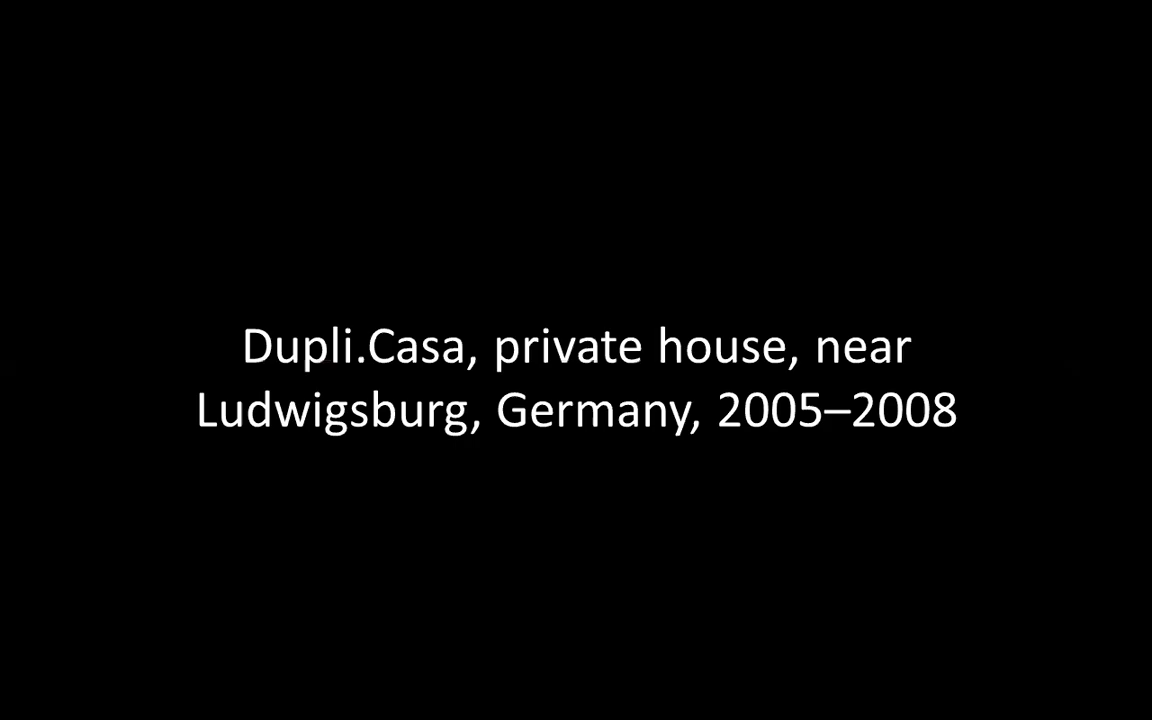 Dupli.Casa, private house, near
Ludwigsburg, Germany, 2005–2008